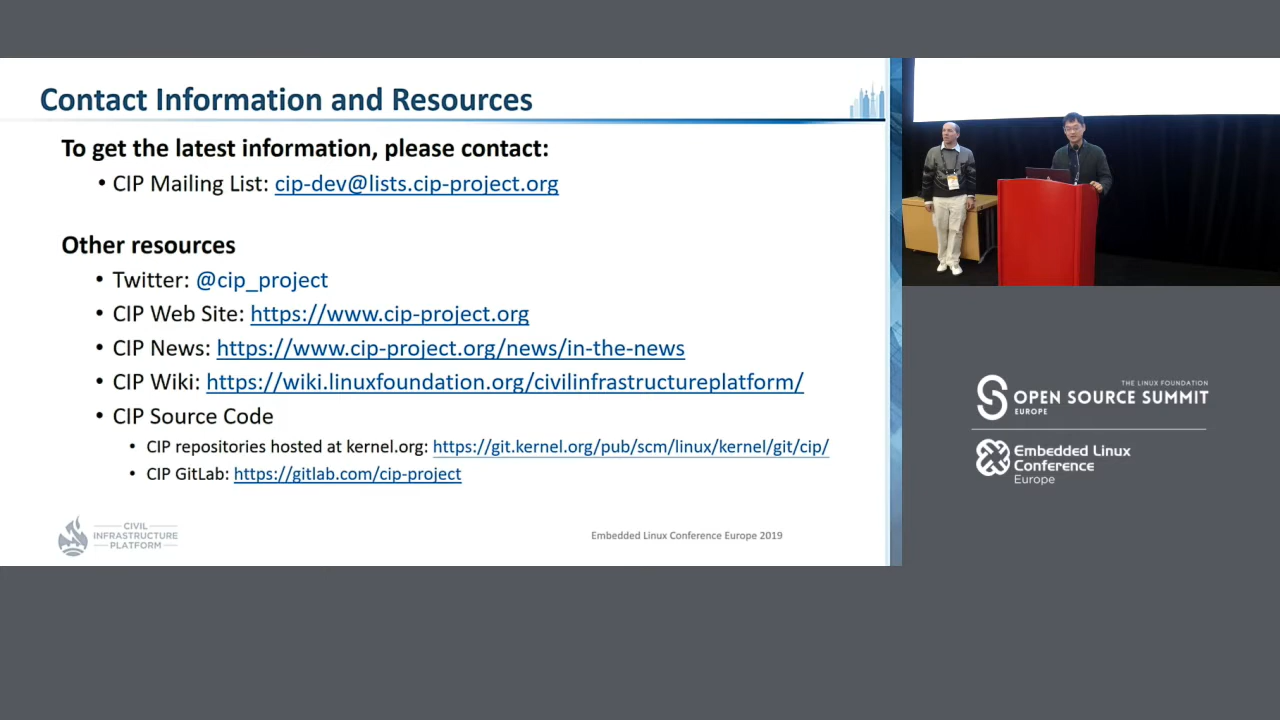 Contact Information and Resources
To get the latest information, please contact:
• CIP Mailing List: cip-dev@lists.cip-project.org
Other resources
• Twitter: @cip_project
• CIP Web Site: https://www.cip-project.org
• CIP News: https://www.cip-project.org/news/in-the-news
• CIP Wiki: https://wiki.linuxfoundation.org/civilinfrastructureplatform/
• CIP Source Code
• CIP repositories hosted at kernel.org: https://git.kernel.org/pub/scm/linux/kernel/git/cip/
• CIP GitLab: https://gitlab.com/cip-project
CIVIL
INFRASTRUCTURE
PLATFORM
Embedded Linux Conference Europe 2019
THE LINUX FOUNDATION
OPEN SOURCE SUMMIT
EUROPE
Embedded Linux
Conference
Europe